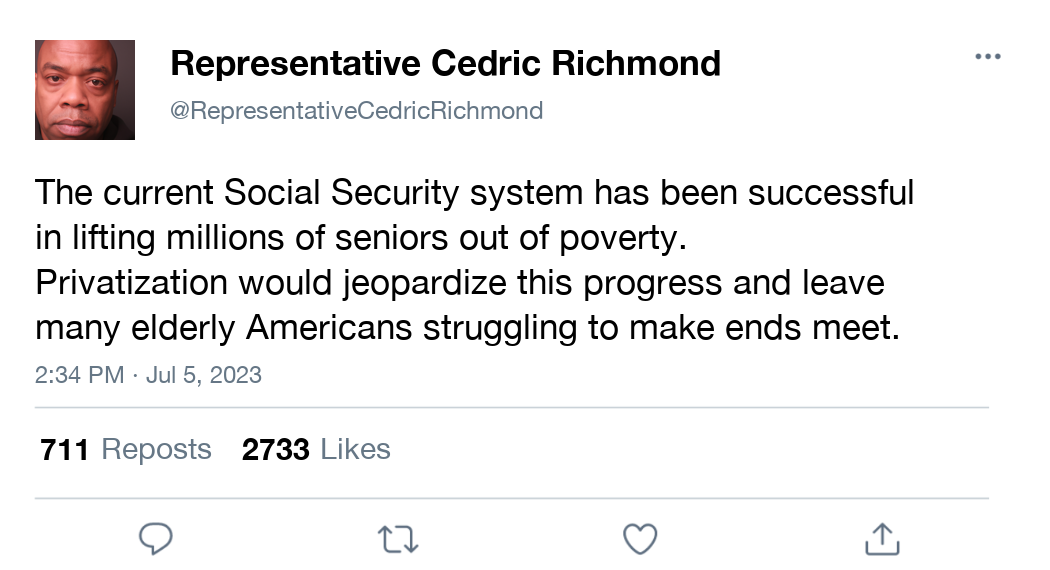 Representative Cedric Richmond
@RepresentativeCedricRichmond
The current Social Security system has been successful
in lifting millions of seniors out of poverty.
Privatization would jeopardize this progress and leave
many elderly Americans struggling to make ends meet.
2:34 PM · Jul 5, 2023
711 Reposts 2733 Likes